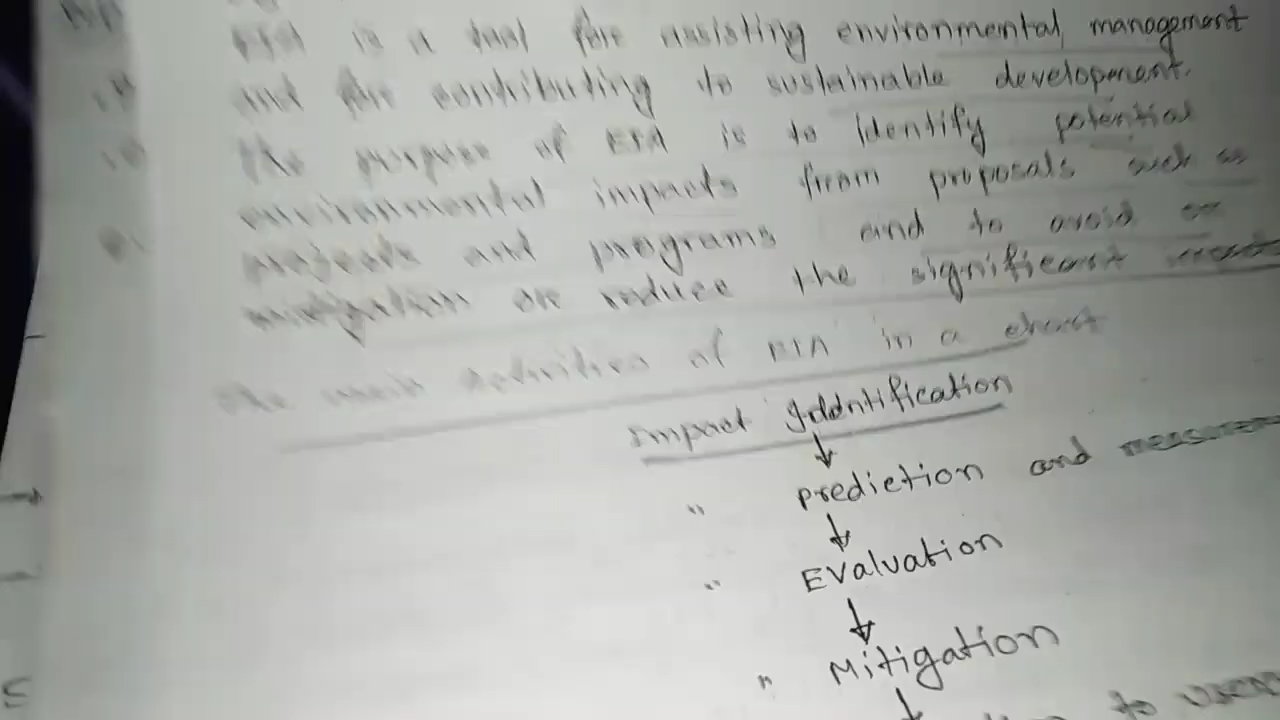 EIA is a tool for assisting environmental management
and for contributing to sustainable development.
The purpose of EIA is to Identify potential
environmental impacts from proposals such as
projects and programs and to avoid or
mitigation or reduce the significant
The main activities of EIA in a chart
Impact Identification
↓
" prediction and
↓
" Evaluation
↓
" Mitigation
↓
to